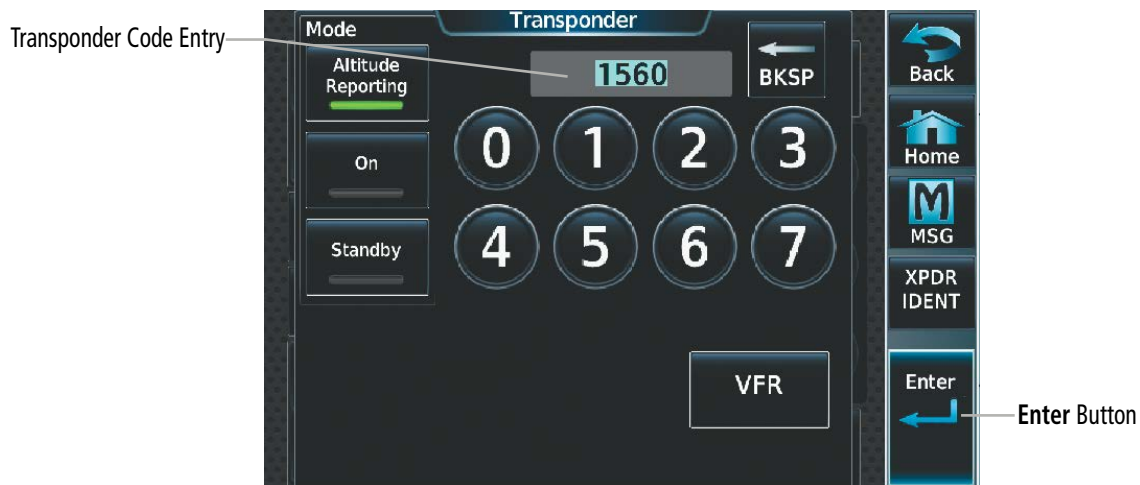 Transponder
Mode
Transponder Code Entry
Altitude
Reporting
1560
BKSP
Back
On
0 1 2 3
Home
Standby
4 5 6 7
MSG
XPDR
IDENT
VFR
Enter
Enter Button